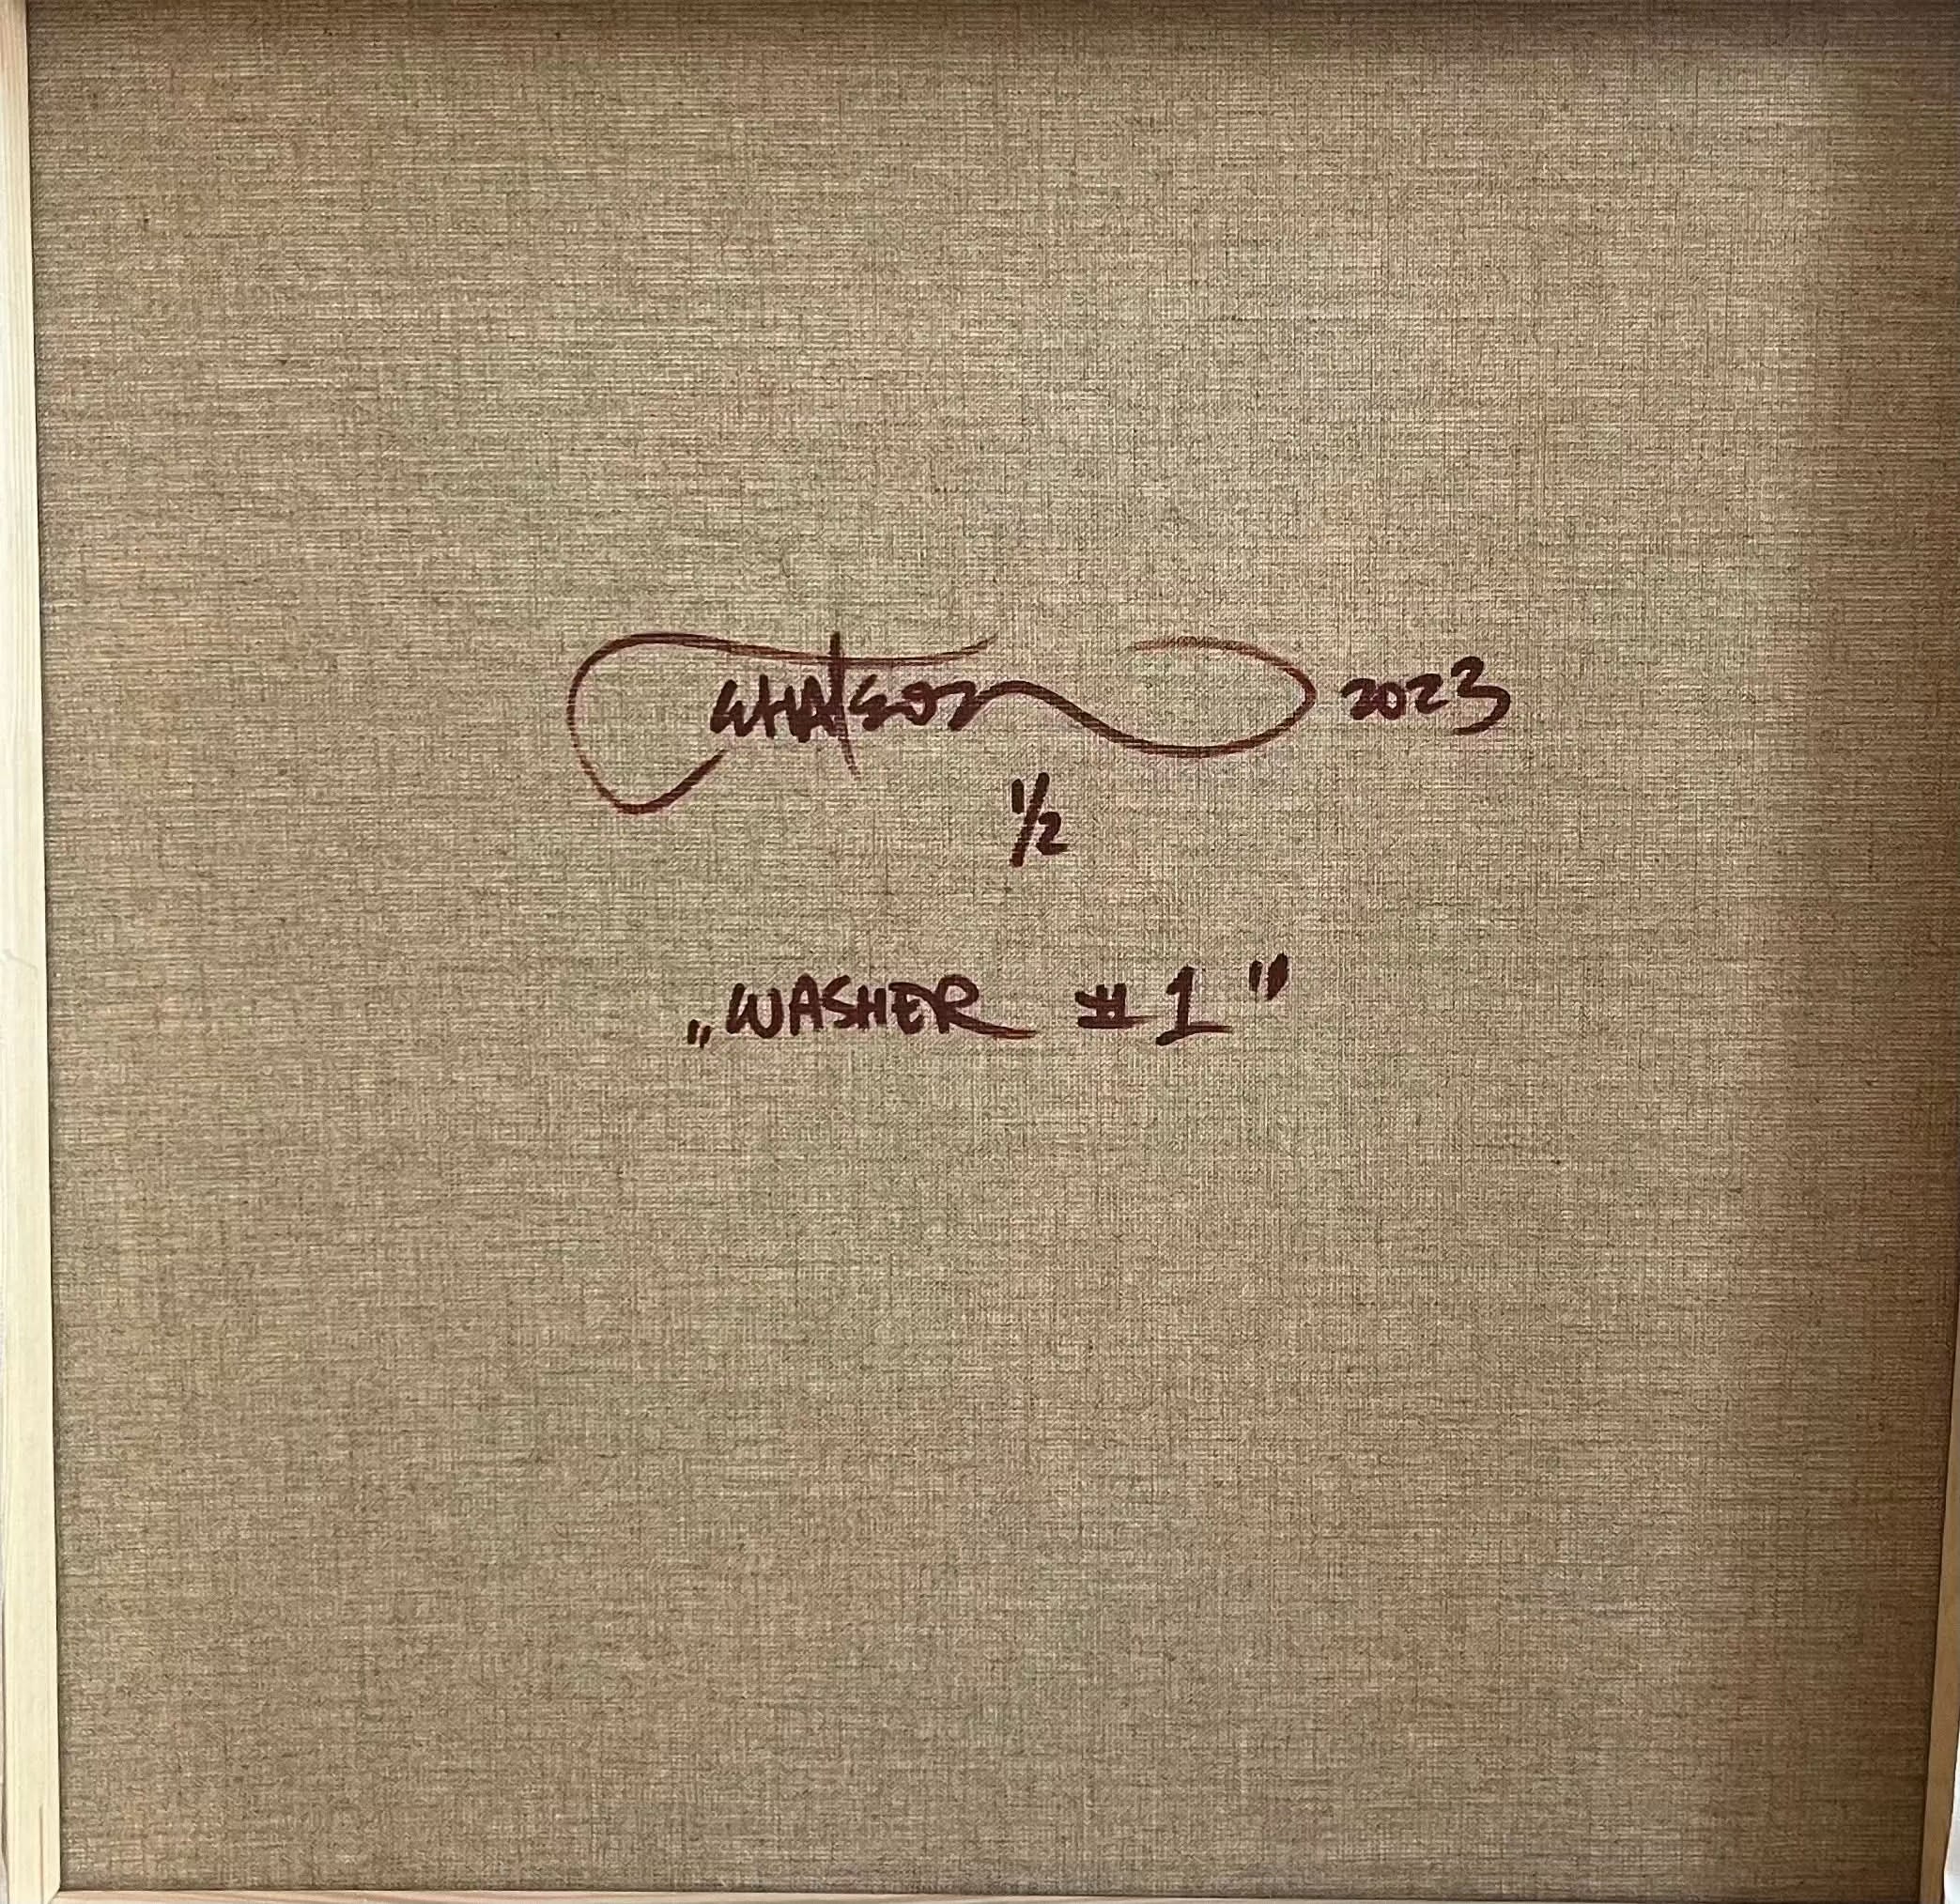 WHATSON 2023
1/2
„WASHER #1"